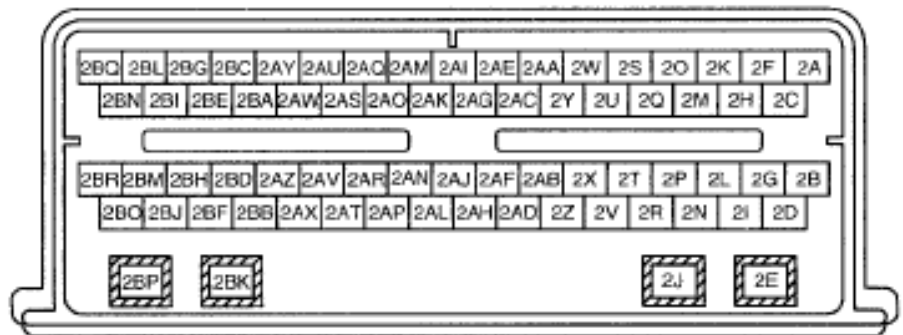 2BQ 2BL 2BG 2BC 2AY 2AU 2AQ 2AM 2AI 2AE 2AA 2W 2S 2O 2K 2F 2A
2BN 2BI 2BE 2BA 2AW 2AS 2AO 2AK 2AG 2AC 2Y 2U 2Q 2M 2H 2C
2BR 2BM 2BH 2BD 2AZ 2AV 2AR 2AN 2AJ 2AF 2AB 2X 2T 2P 2L 2G 2B
2BO 2BJ 2BF 2BB 2AX 2AT 2AP 2AL 2AH 2AD 2Z 2V 2R 2N 2I 2D
2BP 2BK 2J 2E